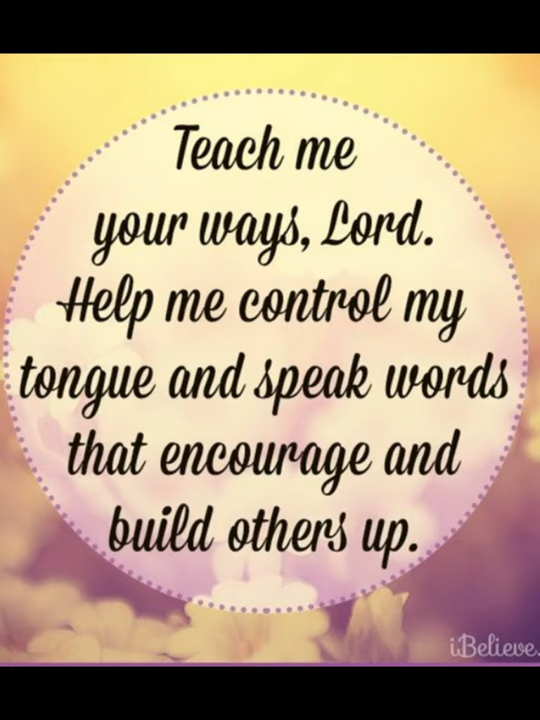 Teach me
your ways, Lord.
Help me control my
tongue and speak words
that encourage and
build others up.
iBelieve.